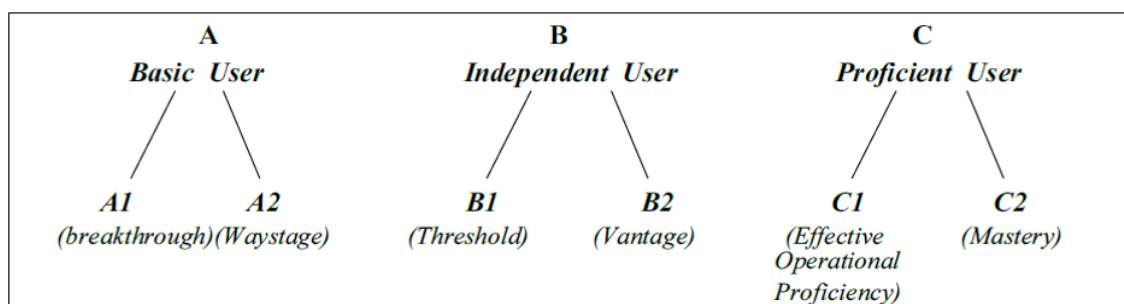 A B C
Basic User Independent User Proficient User
A1 A2 B1 B2 C1 C2
(breakthrough) (Waystage) (Threshold) (Vantage) (Effective (Mastery)
Operational
Proficiency)